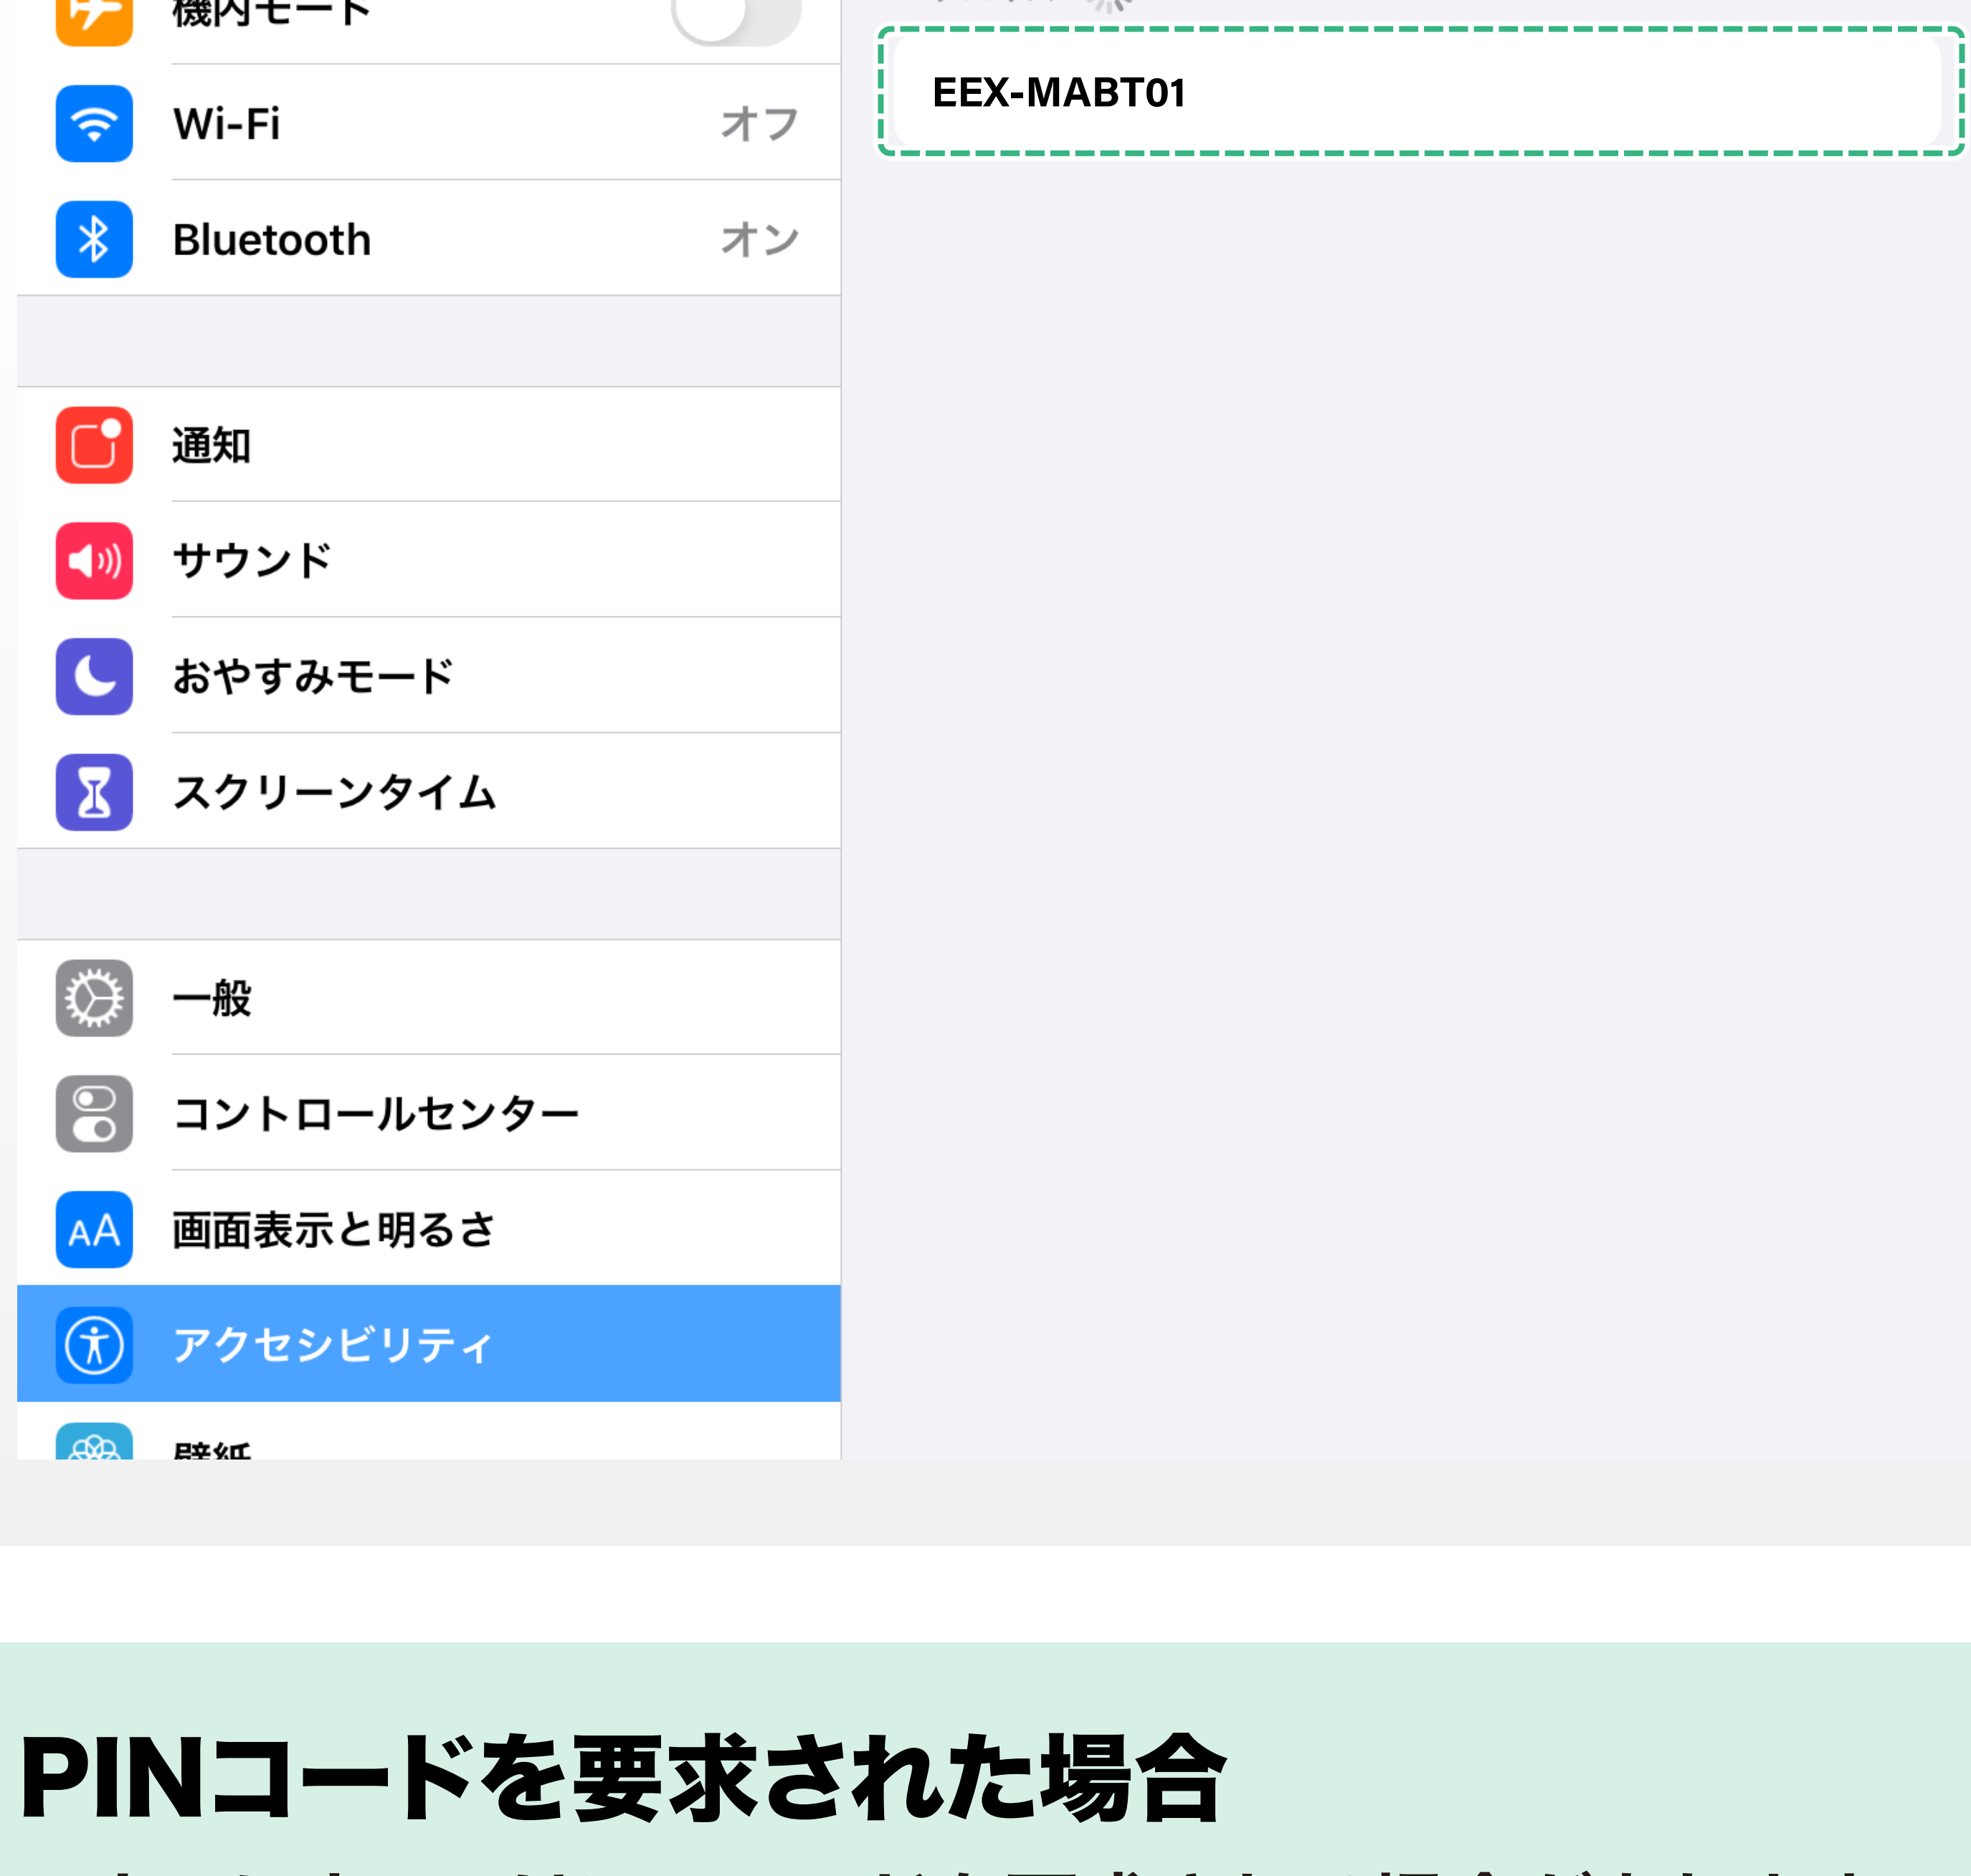 機内モード
EEX-MABT01
Wi-Fi オフ
Bluetooth オン
通知
サウンド
おやすみモード
スクリーンタイム
一般
コントロールセンター
画面表示と明るさ
アクセシビリティ
壁紙
PINコードを要求された場合